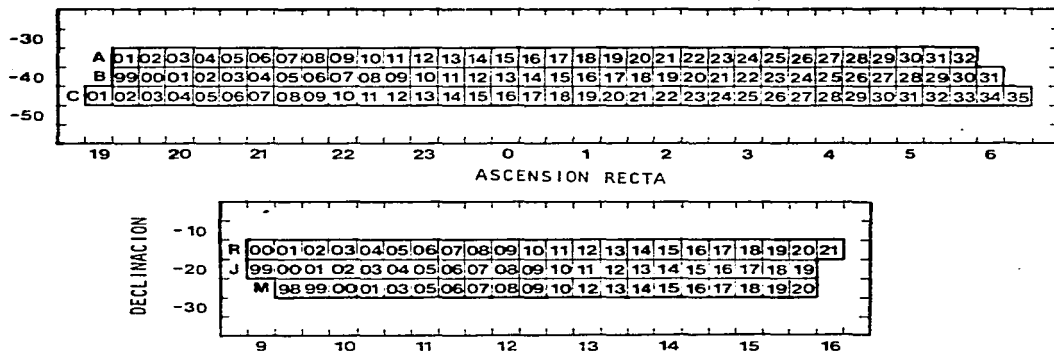 -30
A 01 02 03 04 05 06 07 08 09 10 11 12 13 14 15 16 17 18 19 20 21 22 23 24 25 26 27 28 29 30 31 32
-40 B 99 00 01 02 03 04 05 06 07 08 09 10 11 12 13 14 15 16 17 18 19 20 21 22 23 24 25 26 27 28 29 30 31
C 01 02 03 04 05 06 07 08 09 10 11 12 13 14 15 16 17 18 19 20 21 22 23 24 25 26 27 28 29 30 31 32 33 34 35
-50
19 20 21 22 23 0 1 2 3 4 5 6
ASCENSION RECTA
DECLINACION
-10
R 00 01 02 03 04 05 06 07 08 09 10 11 12 13 14 15 16 17 18 19 20 21
-20 J 99 00 01 02 03 04 05 06 07 08 09 10 11 12 13 14 15 16 17 18 19
M 98 99 00 01 03 05 06 07 08 09 10 12 13 14 15 16 17 18 19 20
-30
9 10 11 12 13 14 15 16